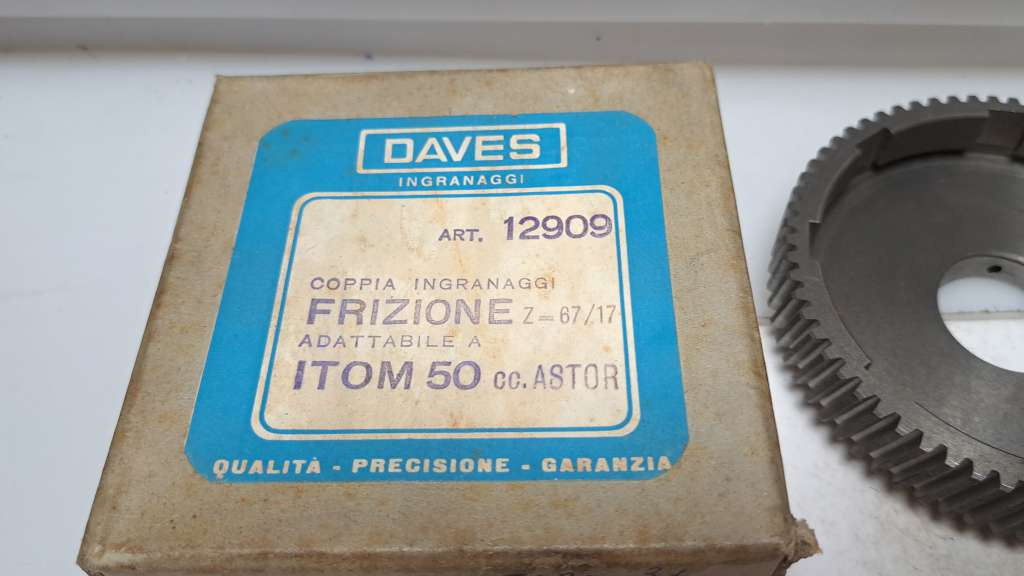 DAVES
INGRANAGGI
ART. 12909
COPPIA INGRANAGGI
FRIZIONE Z=67/17
ADATTABILE A
ITOM 50 cc. ASTOR
QUALITÀ - PRECISIONE - GARANZIA